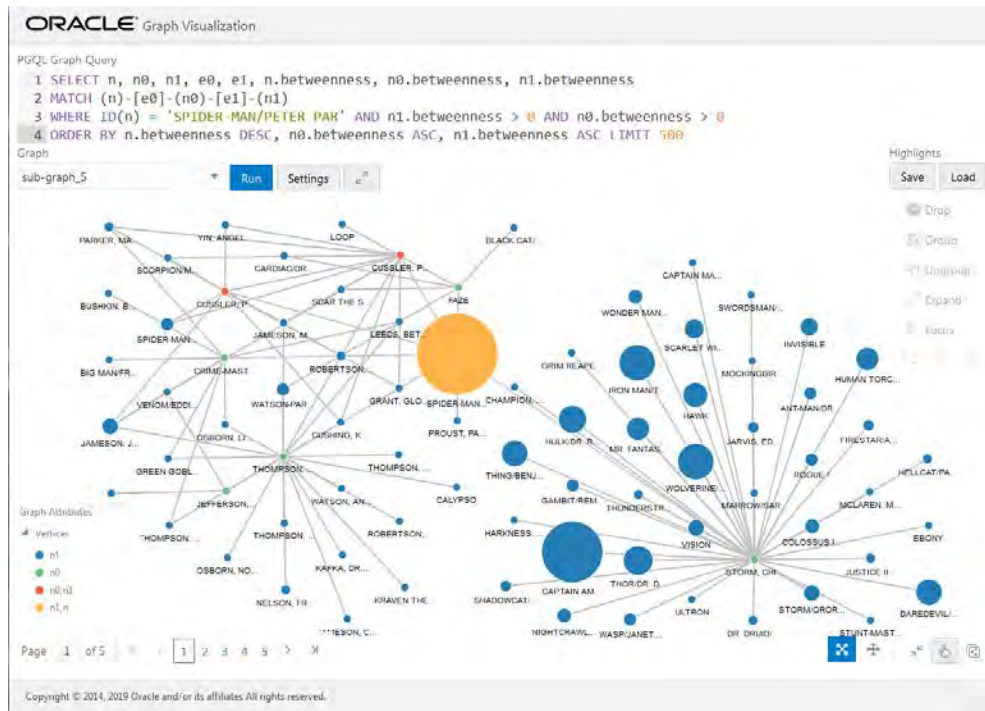 ORACLE Graph Visualization
PGQL Graph Query
1 SELECT n, n0, n1, e0, e1, n.betweenness, n0.betweenness, n1.betweenness
2 MATCH (n)-[e0]-(n0)-[e1]-(n1)
3 WHERE ID(n) = 'SPIDER-MAN/PETER PAR' AND n1.betweenness > 0 AND n0.betweenness > 0
4 ORDER BY n.betweenness DESC, n0.betweenness ASC, n1.betweenness ASC LIMIT 500
Graph
Highlights
sub-graph_5
Run
Settings
Save
Load
Drop
Group
Ungroup
Expand
Focus
PARKER, MA...
YIN, ANGEL
LOOP
BLACK CAT/
SCORPION/M...
CARDIAC/DR
CUSSLER, P...
CAPTAIN MA...
BUSHKIN, B...
CUSSLER, P...
SCAR THE S...
FAZE
WONDER MAN...
SWORDSMAN/...
SPIDER-MAN...
JAMESON, M...
LEEDS, BET...
SCARLET WI...
INVISIBLE
BIG MAN/FR...
CRIME-MAST...
ROBERTSON...
GRIM REAPE...
IRON MAN/T
MOCKINGBIR
HUMAN TORC...
VENOM/EDDI...
WATSON-PAR
GRANT, GLO...
SPIDER-MAN...
CHAMPION, ...
HAWK
ANT-MAN/DR
JAMESON, J...
OSBORN, LI
CUSHING, K
PROUST, PA...
HULK/DR. R...
MR. FANTAS...
JARVIS, ED...
FIRESTAR/A...
GREEN GOBL...
THOMPSON, ...
THOMPSON, ...
THING/BENJ...
WOLVERINE/...
ROGUE /
HELLCAT/PA
JEFFERSON, ...
WATSON, AN...
CALYPSO
GAMBIT/REM
THUNDERSTR...
MARROW/SAR
MCLAREN, M...
Graph Attributes
Vertices
THOMPSON, ...
THOMPSON, ...
ROBERTSON...
HARKNESS, ...
VISION
COLOSSUS I...
EBONY
n1
n0
n0,n1
n1,n
OSBORN, NO...
KAFKA, DR...
SHADOWCAT/
CAPTAIN AM
THOR/DR. D...
STORM, CHI
JUSTICE II
NELSON, FR
KRAVEN THE
ULTRON
STORM/OROR...
DAREDEVIL/...
NIGHTCRAWL...
WASP/JANET...
DR. DRUID/
STUNT-MAST...
Page 1 of 5
1 2 3 4 5
Copyright © 2014, 2019 Oracle and/or its affiliates All rights reserved.